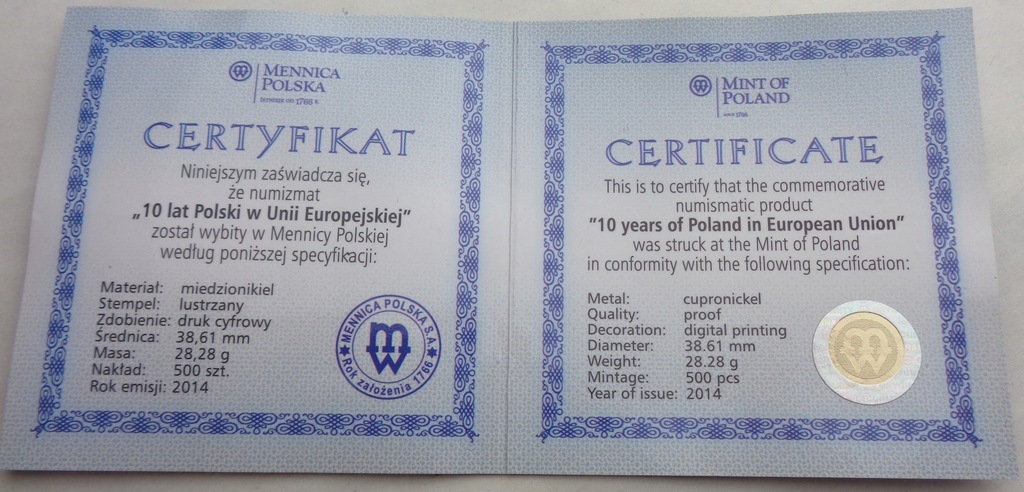 MENNICA
POLSKA
ISTNIEJE OD 1766 R.
CERTYFIKAT
Niniejszym zaświadcza się,
że numizmat
„10 lat Polski w Unii Europejskiej”
został wybity w Mennicy Polskiej
według poniższej specyfikacji:
Materiał: miedzionikiel
Stempel: lustrzany
Zdobienie: druk cyfrowy
Średnica: 38,61 mm
Masa: 28,28 g
Nakład: 500 szt.
Rok emisji: 2014
MENNICA POLSKA S.A.
Rok założenia 1766
MINT OF
POLAND
SINCE 1766
CERTIFICATE
This is to certify that the commemorative
numismatic product
"10 years of Poland in European Union"
was struck at the Mint of Poland
in conformity with the following specification:
Metal: cupronickel
Quality: proof
Decoration: digital printing
Diameter: 38.61 mm
Weight: 28.28 g
Mintage: 500 pcs
Year of issue: 2014